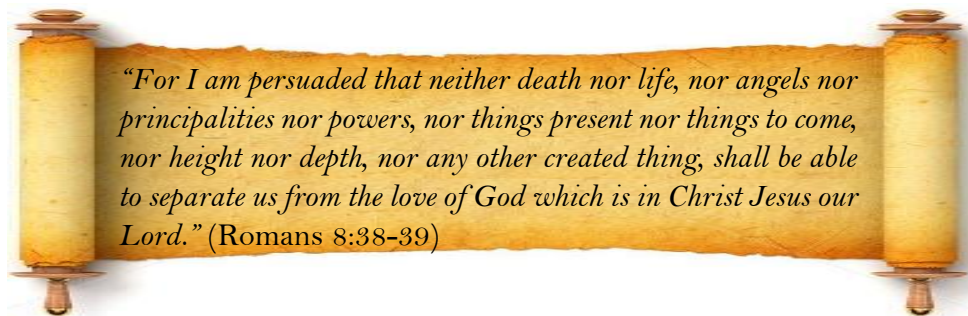 “For I am persuaded that neither death nor life, nor angels nor
principalities nor powers, nor things present nor things to come,
nor height nor depth, nor any other created thing, shall be able
to separate us from the love of God which is in Christ Jesus our
Lord.” (Romans 8:38-39)